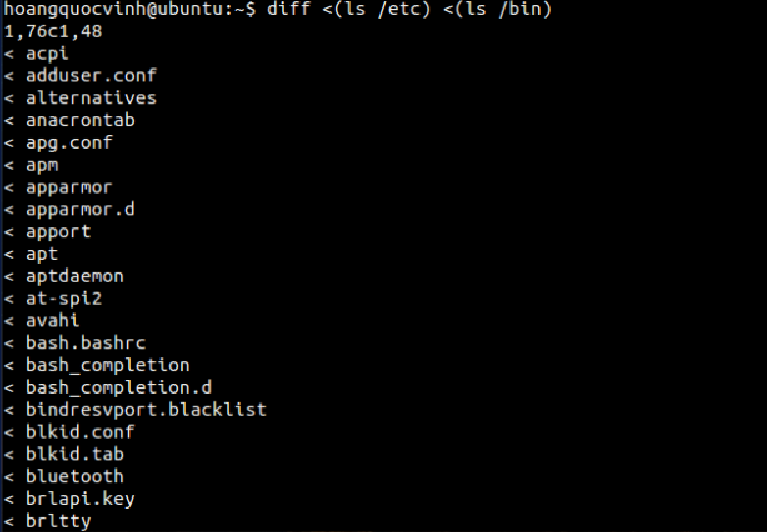 hoangquocvinh@ubuntu:~$ diff <(ls /etc) <(ls /bin)
1,76c1,48
< acpi
< adduser.conf
< alternatives
< anacrontab
< apg.conf
< apm
< apparmor
< apparmor.d
< apport
< apt
< aptdaemon
< at-spi2
< avahi
< bash.bashrc
< bash_completion
< bash_completion.d
< bindresvport.blacklist
< blkid.conf
< blkid.tab
< bluetooth
< brlapi.key
< brltty